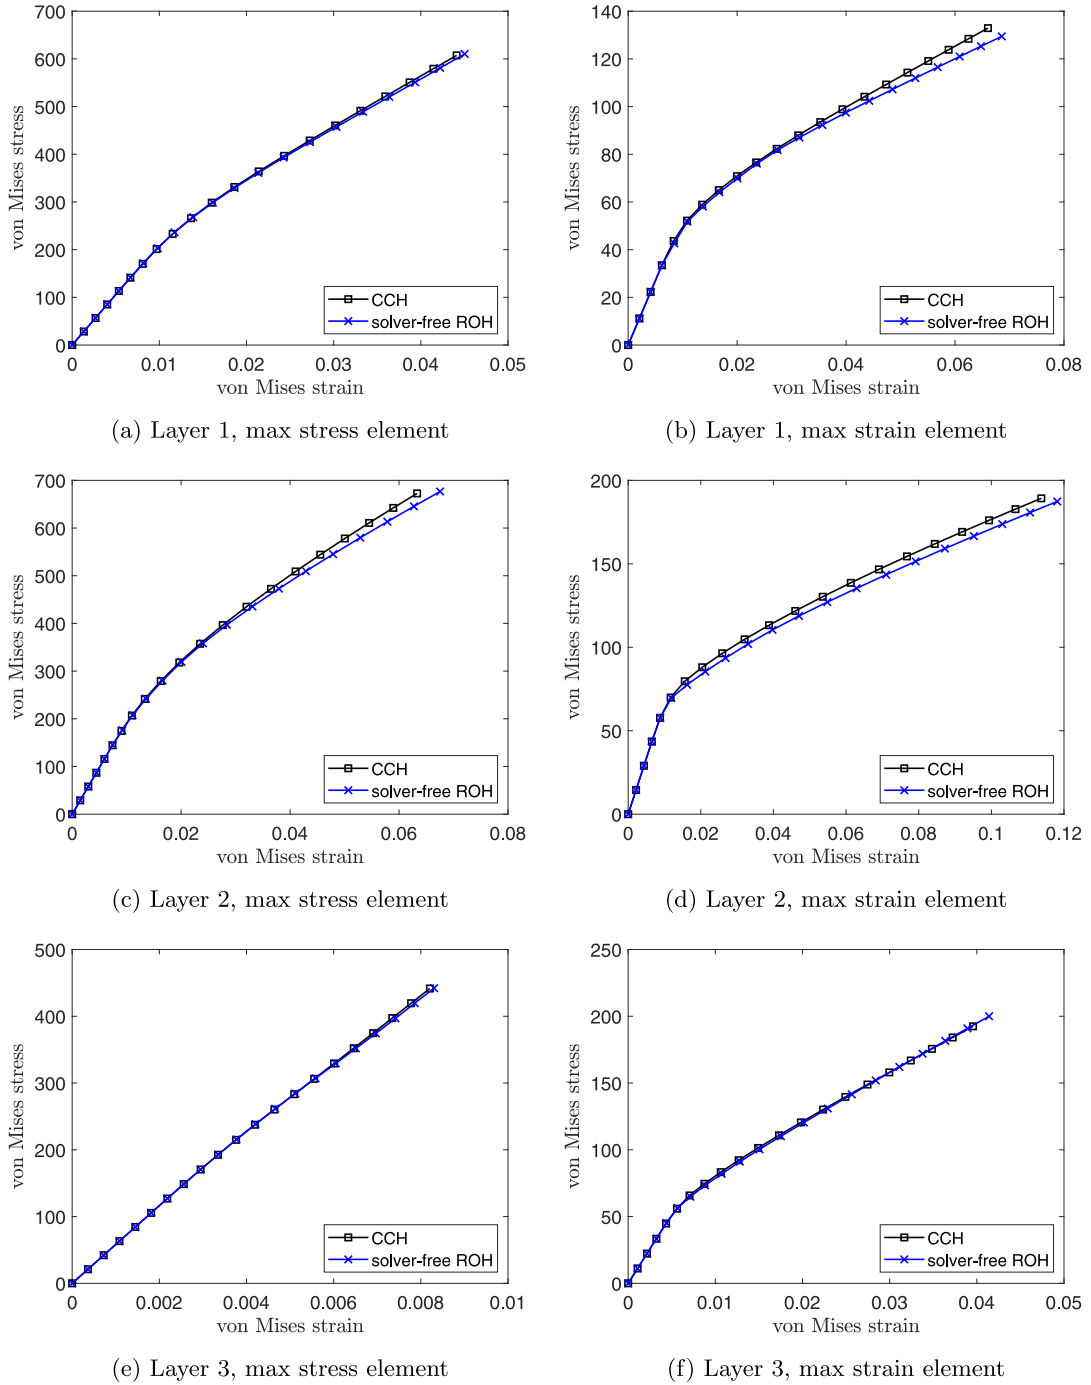 700
600
500
400
300
200
100
0
0 0.01 0.02 0.03 0.04 0.05
von Mises stress
von Mises strain
CCH
solver-free ROH
(a) Layer 1, max stress element
140
120
100
80
60
40
20
0
0 0.02 0.04 0.06 0.08
von Mises stress
von Mises strain
CCH
solver-free ROH
(b) Layer 1, max strain element
700
600
500
400
300
200
100
0
0 0.02 0.04 0.06 0.08
von Mises stress
von Mises strain
CCH
solver-free ROH
(c) Layer 2, max stress element
200
150
100
50
0
0 0.02 0.04 0.06 0.08 0.1 0.12
von Mises stress
von Mises strain
CCH
solver-free ROH
(d) Layer 2, max strain element
500
400
300
200
100
0
0 0.002 0.004 0.006 0.008 0.01
von Mises stress
von Mises strain
CCH
solver-free ROH
(e) Layer 3, max stress element
250
200
150
100
50
0
0 0.01 0.02 0.03 0.04 0.05
von Mises stress
von Mises strain
CCH
solver-free ROH
(f) Layer 3, max strain element